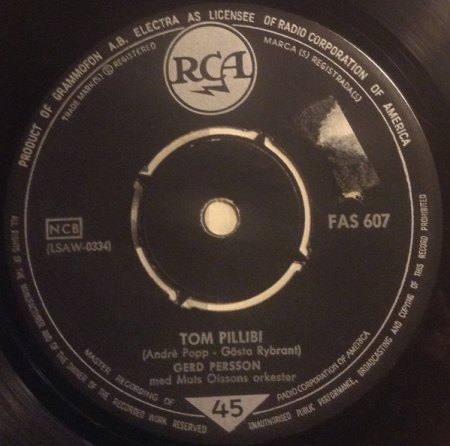 PRODUCT OF GRAMMOFON A.B. ELECTRA AS LICENSEE OF RADIO CORPORATION OF AMERICA
TRADE MARK(S) ® REGISTERED
MARCA(S) REGISTRADA(S)
RCA
NCB
(LSAW-0334)
FAS 607
TOM PILLIBI
(André Popp - Gösta Rybrant)
GERD PERSSON
med Mats Olssons orkester
MASTER RECORDING OF
RADIO CORPORATION OF AMERICA
45
ALL RIGHTS OF THE MANUFACTURER AND OF THE OWNER OF THE RECORDED WORK RESERVED
UNAUTHORISED PUBLIC PERFORMANCE, BROADCASTING AND COPYING OF THIS RECORD PROHIBITED